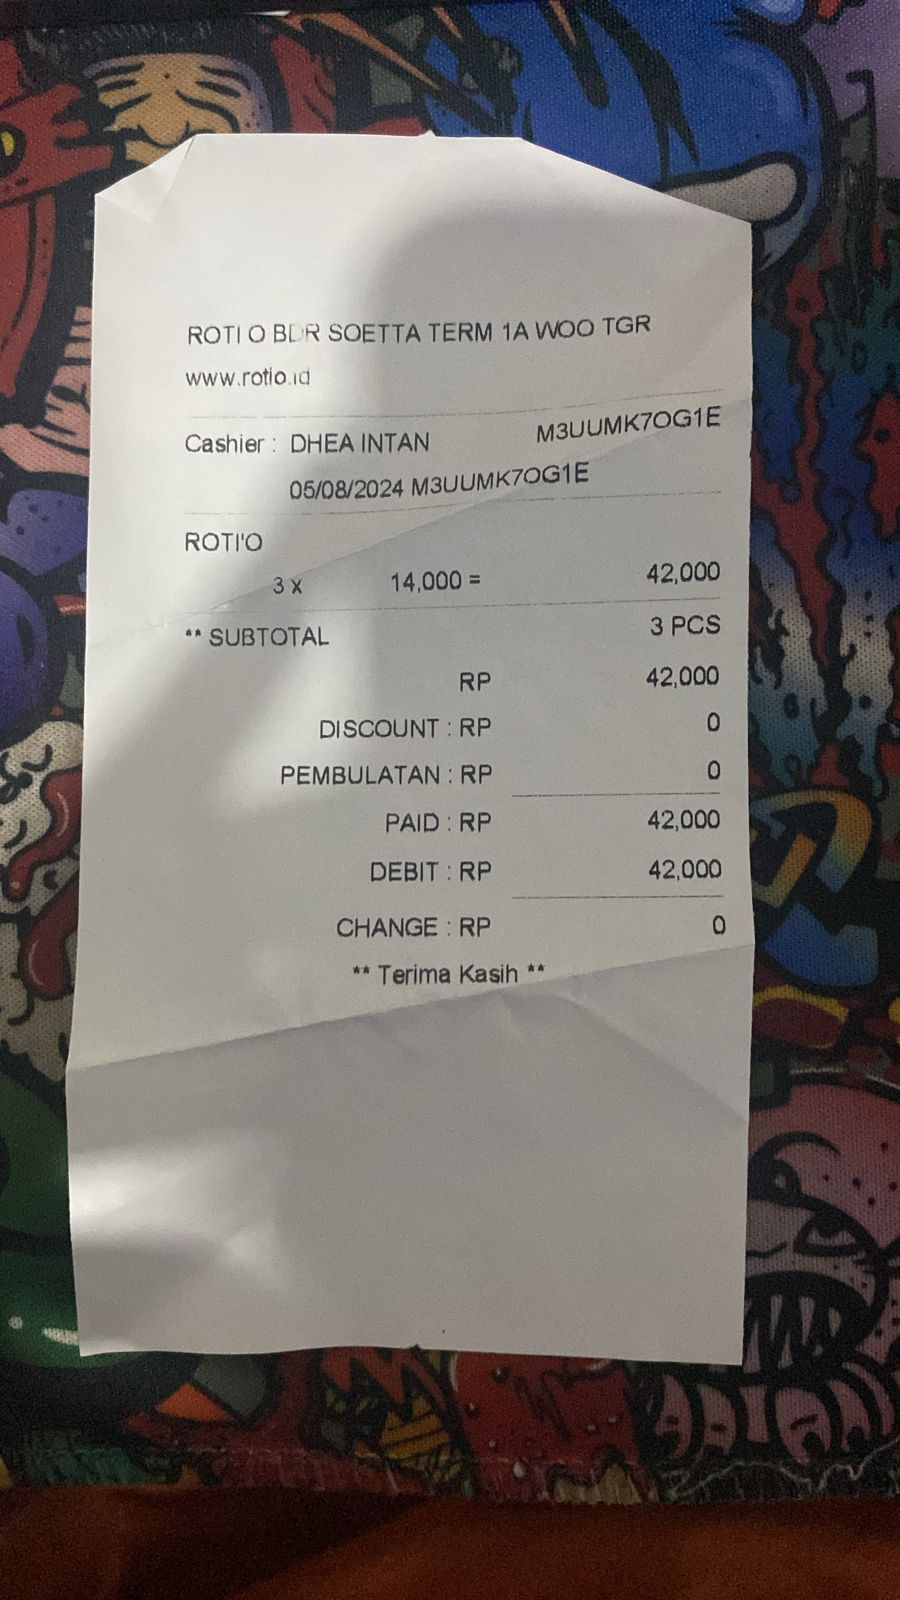 ROTI O BDR SOETTA TERM 1A WOO TGR
www.rotio.id
Cashier : DHEA INTAN M3UUMK7OG1E
05/08/2024 M3UUMK7OG1E
ROTI'O
3 x 14,000 = 42,000
** SUBTOTAL 3 PCS
RP 42,000
DISCOUNT : RP 0
PEMBULATAN : RP 0
PAID : RP 42,000
DEBIT : RP 42,000
CHANGE : RP 0
** Terima Kasih **